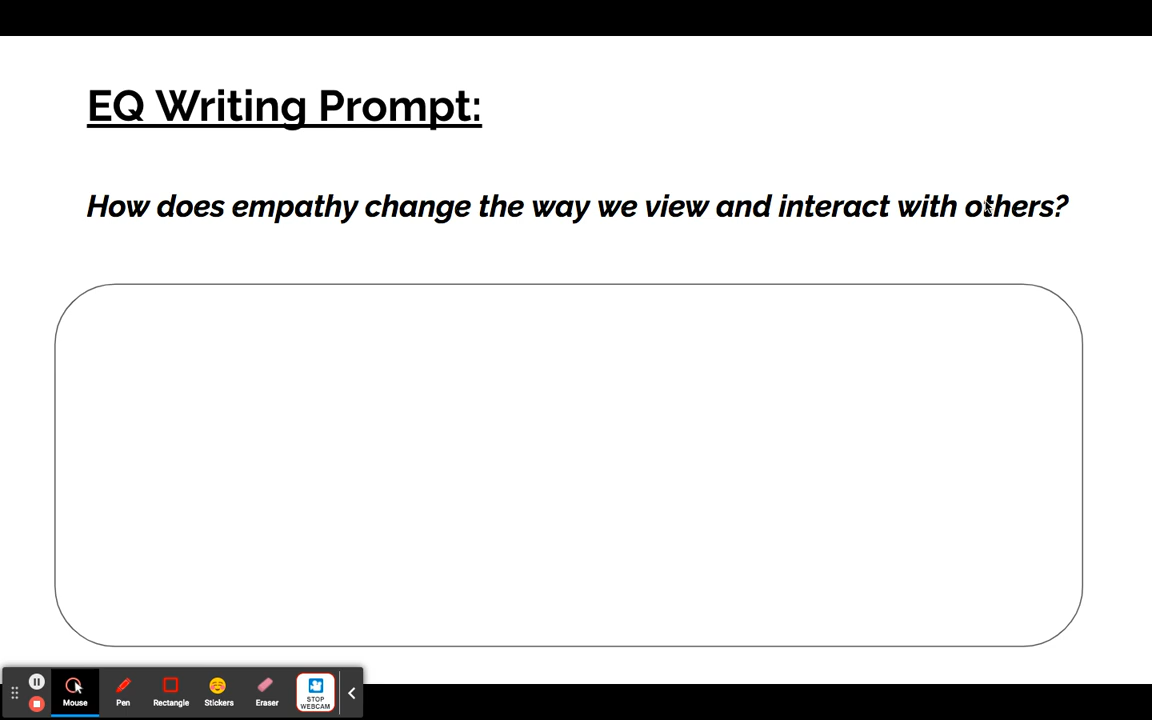 EQ Writing Prompt:
How does empathy change the way we view and interact with others?
Mouse
Pen
Rectangle
Stickers
Eraser
STOP
WEBCAM